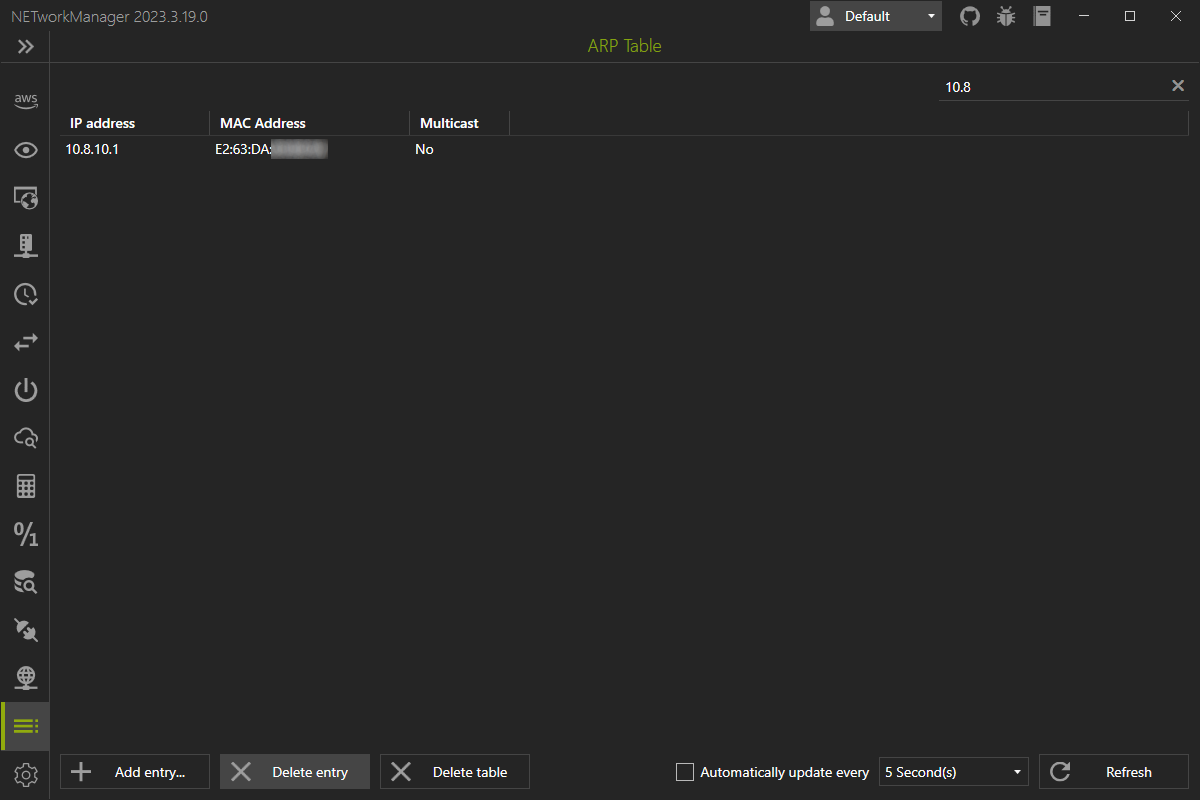 NETworkManager 2023.3.19.0
Default
ARP Table
aws
10.8
IP address MAC Address Multicast
10.8.10.1 E2:63:DA: No
%1
Add entry... Delete entry Delete table Automatically update every 5 Second(s) Refresh